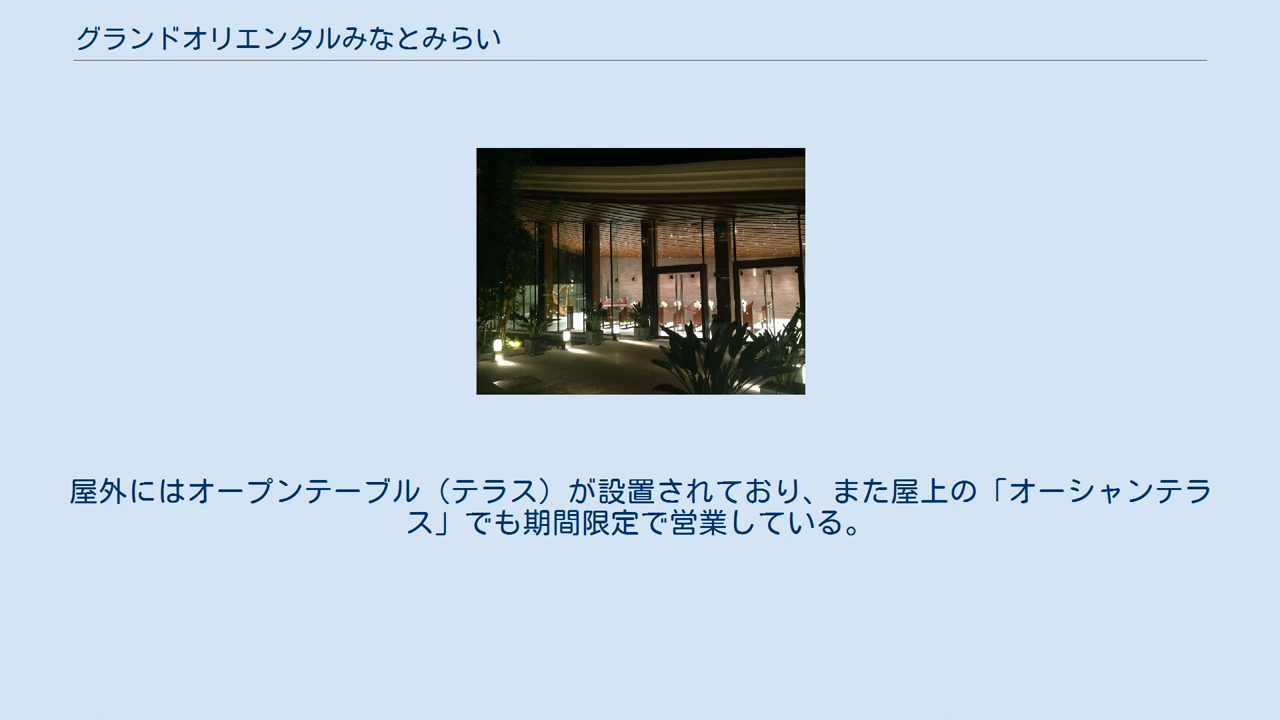 グランドオリエンタルみなとみらい
屋外にはオープンテーブル（テラス）が設置されており、また屋上の「オーシャンテラ
ス」でも期間限定で営業している。